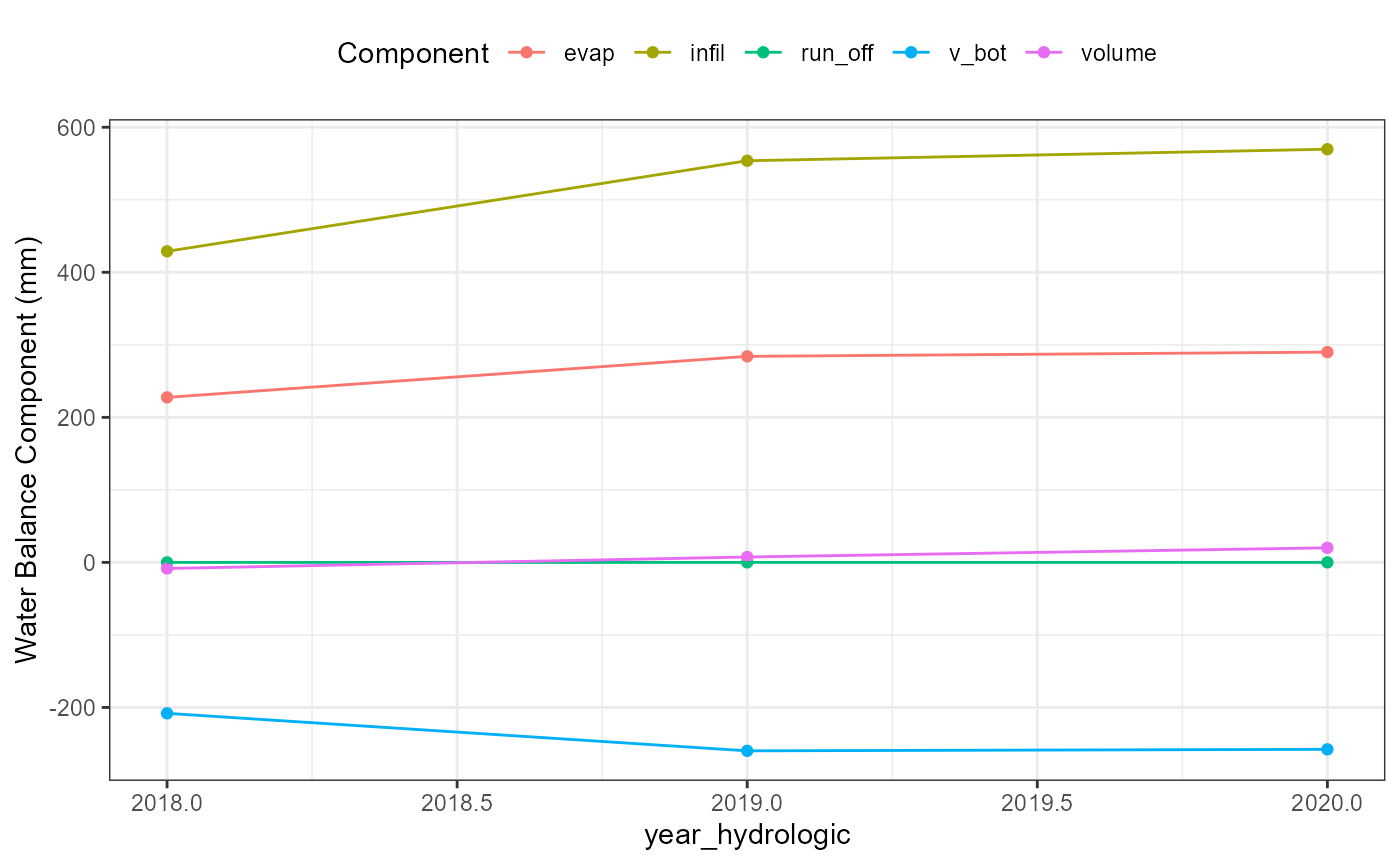 Component evap infil run_off v_bot volume
Water Balance Component (mm)
600
400
200
0
-200
2018.0 2018.5 2019.0 2019.5 2020.0
year_hydrologic